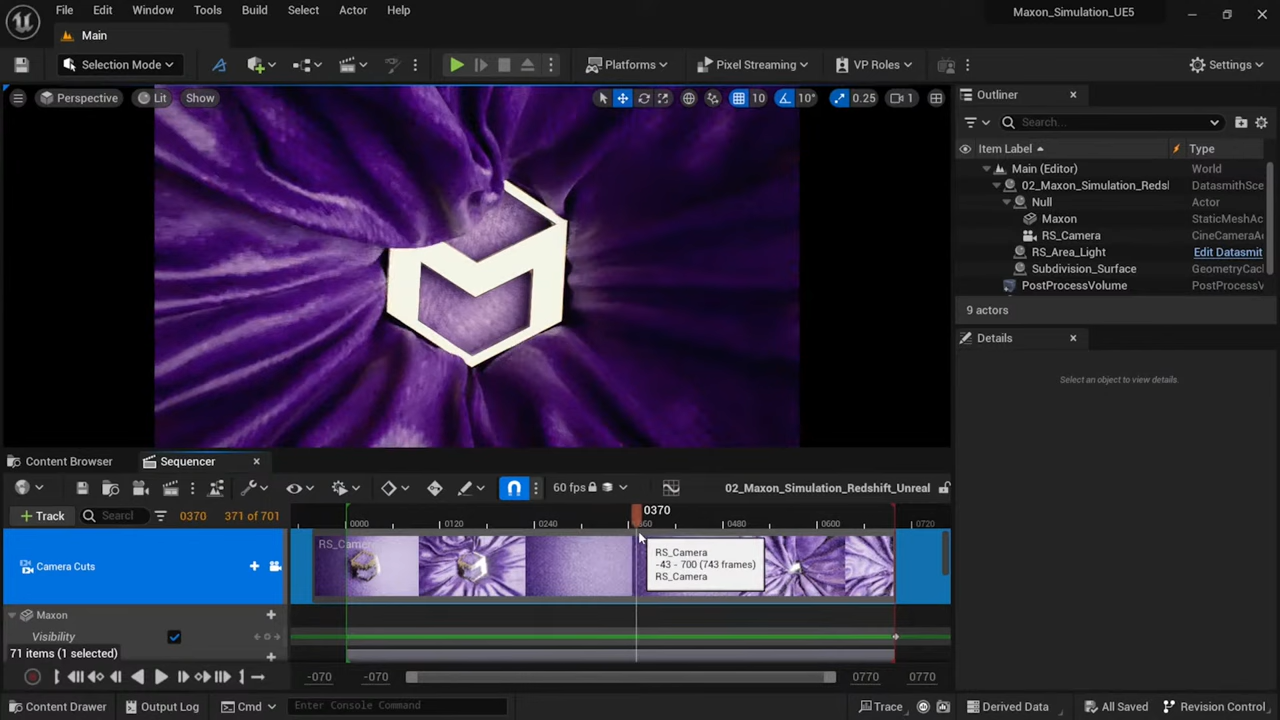 File Edit Window Tools Build Select Actor Help
Maxon_Simulation_UE5
Main
Selection Mode
Platforms
Pixel Streaming
VP Roles
Settings
Perspective
Lit
Show
10
10°
0.25
1
Outliner
Search...
Item Label
Type
Main (Editor)
World
02_Maxon_Simulation_Redsl
DatasmithSce
Null
Actor
Maxon
StaticMeshAc
RS_Camera
CineCameraAc
RS_Area_Light
Edit Datasmit
Subdivision_Surface
GeometryCac
PostProcessVolume
PostProcessV
9 actors
Details
Select an object to view details.
Content Browser
Sequencer
60 fps
02_Maxon_Simulation_Redshift_Unreal
Track
Search
0370
371 of 701
0370
0000
0120
0240
0480
0600
0720
Camera Cuts
RS_Camera
RS_Camera
-43 - 700 (743 frames)
RS_Camera
Maxon
Visibility
71 items (1 selected)
-070
-070
0770
0770
Content Drawer
Output Log
Cmd
Enter Console Command
Trace
Derived Data
All Saved
Revision Control